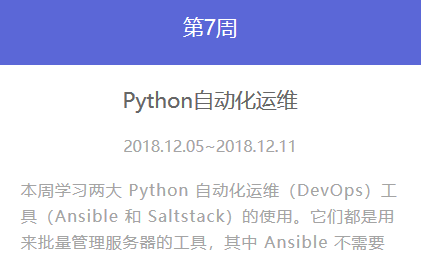 第7周
Python自动化运维
2018.12.05~2018.12.11
本周学习两大 Python 自动化运维（DevOps）工
具（Ansible 和 Saltstack）的使用。它们都是用
来批量管理服务器的工具，其中 Ansible 不需要